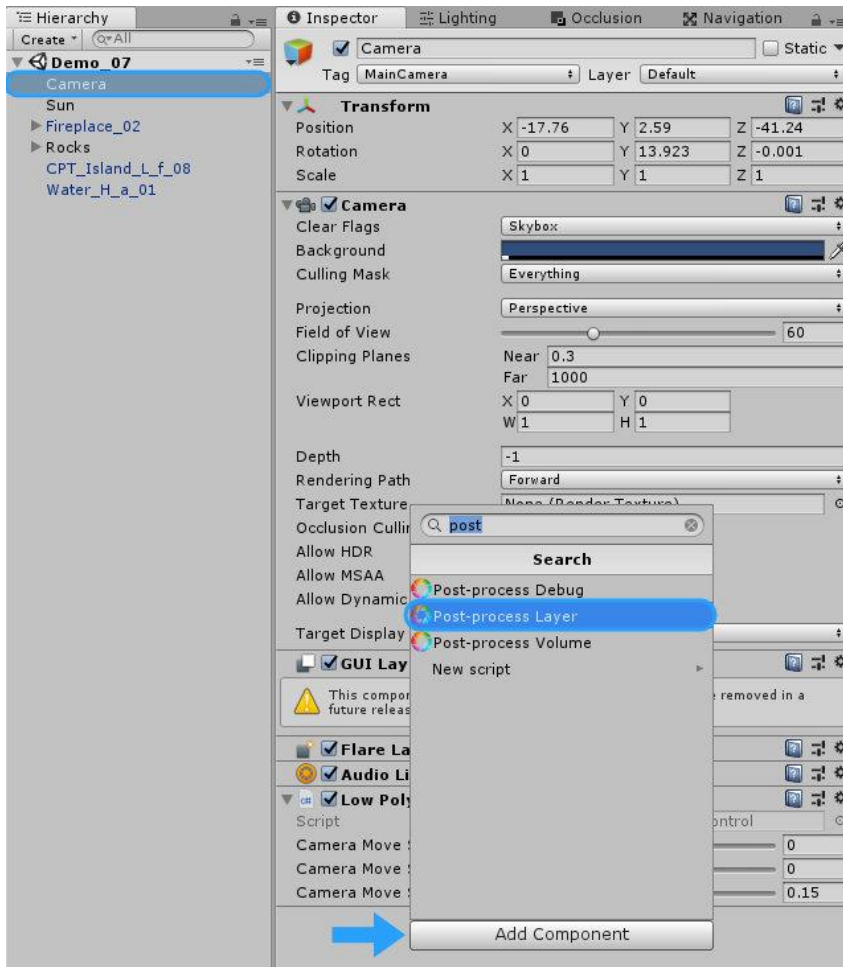 Hierarchy
Create All
Demo_07
Camera
Sun
Fireplace_02
Rocks
CPT_Island_L_f_08
Water_H_a_01
Inspector Lighting Occlusion Navigation
Camera Static
Tag MainCamera Layer Default
Transform
Position X -17.76 Y 2.59 Z -41.24
Rotation X 0 Y 13.923 Z -0.001
Scale X 1 Y 1 Z 1
Camera
Clear Flags Skybox
Background
Culling Mask Everything
Projection Perspective
Field of View 60
Clipping Planes Near 0.3
Far 1000
Viewport Rect X 0 Y 0
W 1 H 1
Depth -1
Rendering Path Forward
Target Texture None (Render Texture)
Occlusion Cullin
Allow HDR
Allow MSAA
Allow Dynamic
Target Display
post
Search
Post-process Debug
Post-process Layer
Post-process Volume
New script
GUI Lay
This compor removed in a
future releas
Flare La
Audio Li
c# Low Poly
Script ontrol
Camera Move S 0
Camera Move S 0
Camera Move S 0.15
Add Component